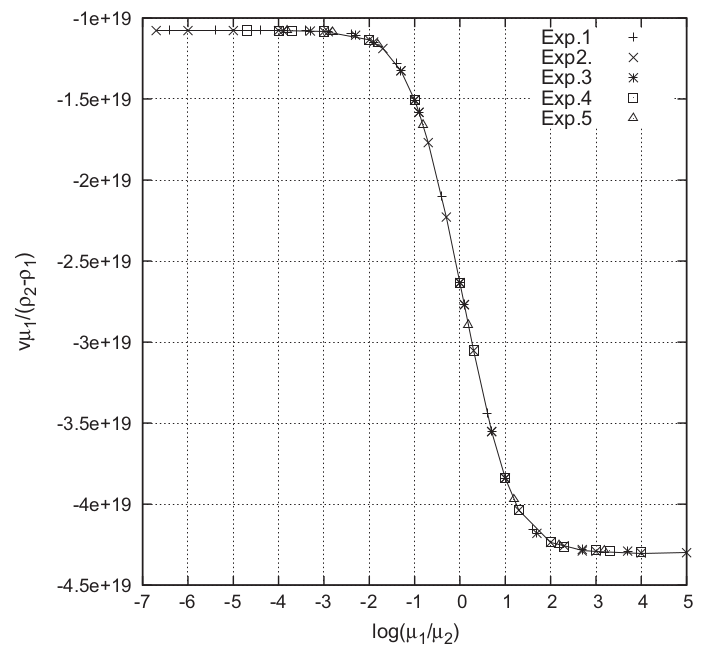 -1e+19
-1.5e+19
-2e+19
-2.5e+19
-3e+19
-3.5e+19
-4e+19
-4.5e+19
vμ₁/(ρ₂-ρ₁)
Exp.1
Exp2.
Exp.3
Exp.4
Exp.5
-7 -6 -5 -4 -3 -2 -1 0 1 2 3 4 5
log(μ₁/μ₂)